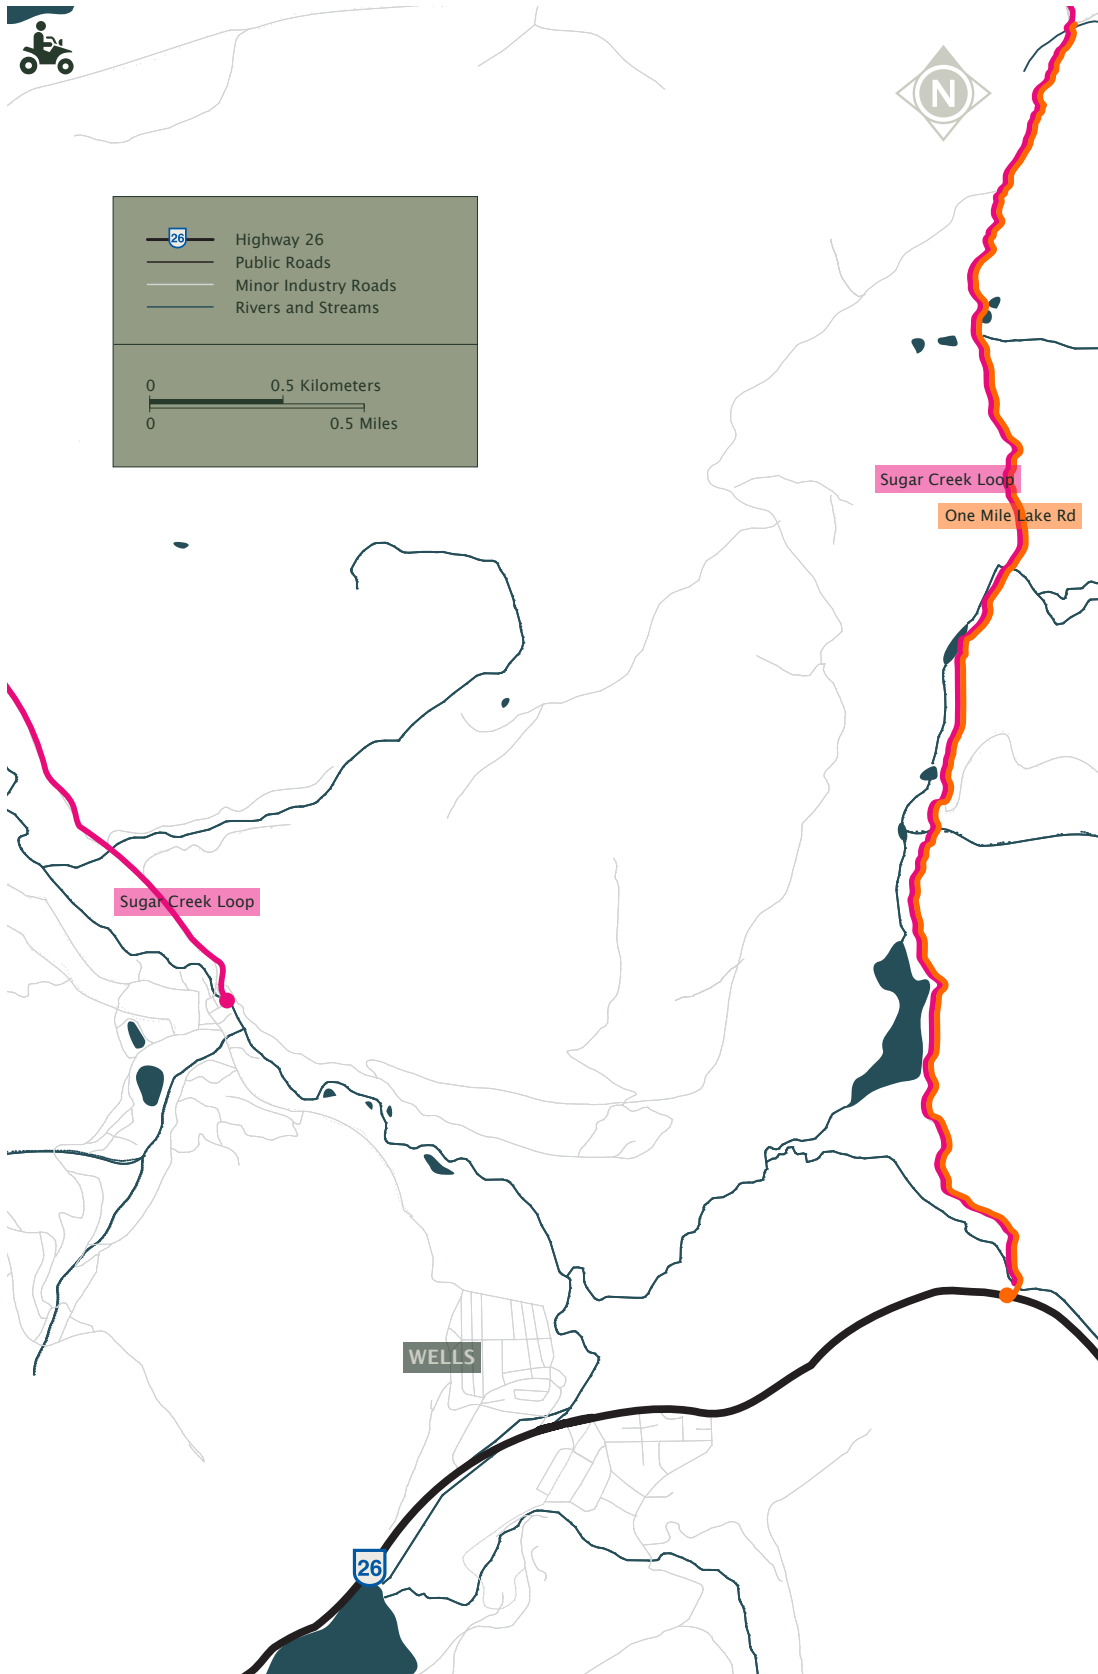 N
26
Highway 26
Public Roads
Minor Industry Roads
Rivers and Streams
0 0.5 Kilometers
0 0.5 Miles
Sugar Creek Loop
One Mile Lake Rd
Sugar Creek Loop
WELLS
26